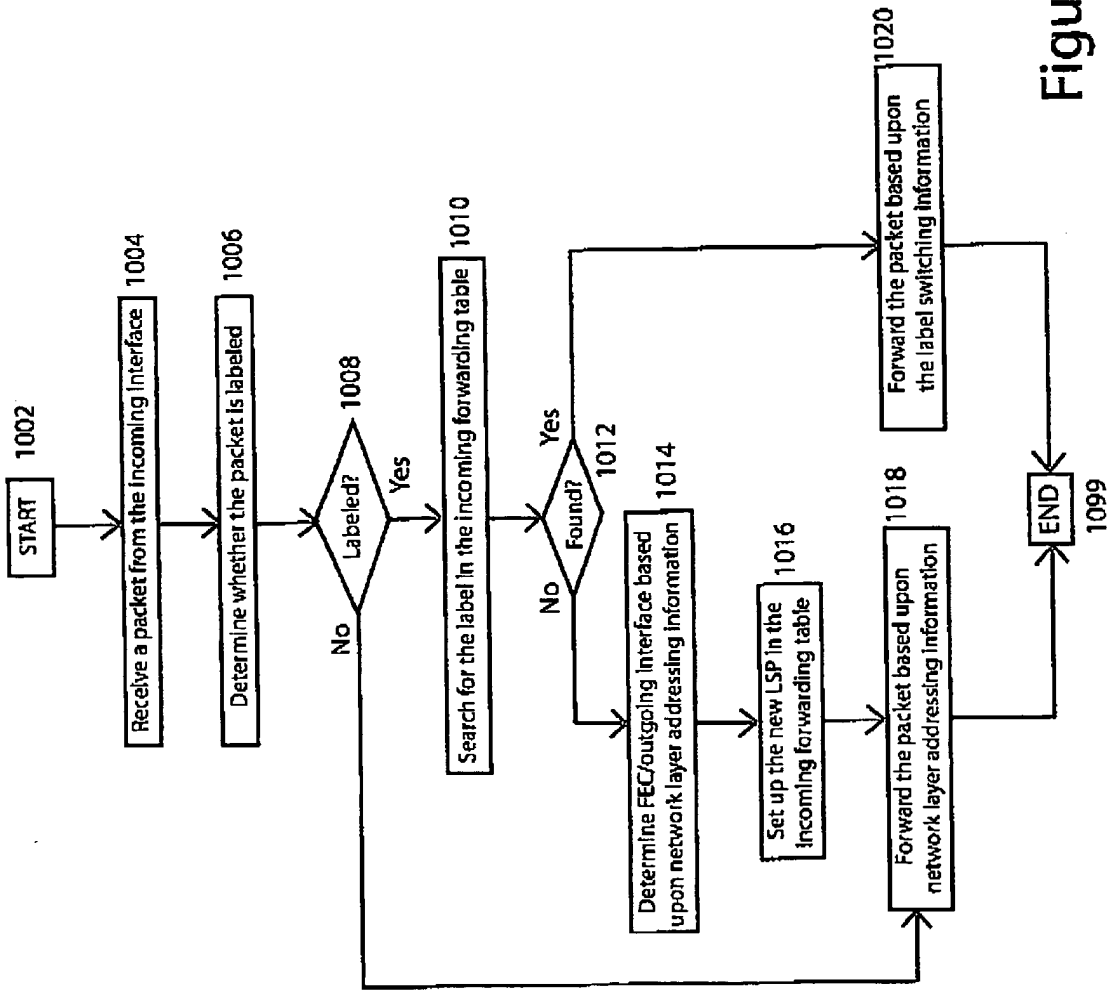 START
1002
Receive a packet from the incoming interface
1004
Determine whether the packet is labeled
1006
Labeled?
1008
No
Yes
Search for the label in the incoming forwarding table
1010
Found?
1012
No
Yes
Determine FEC/outgoing interface based
upon network layer addressing information
1014
Set up the new LSP in the
incoming forwarding table
1016
Forward the packet based upon
network layer addressing information
1018
Forward the packet based upon
the label switching information
1020
END
1099